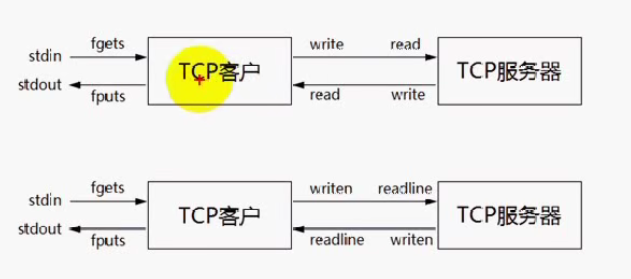 fgets write read
stdin
TCP客户 TCP服务器
stdout
fputs read write
fgets writen readline
stdin
TCP客户 TCP服务器
stdout
fputs readline writen